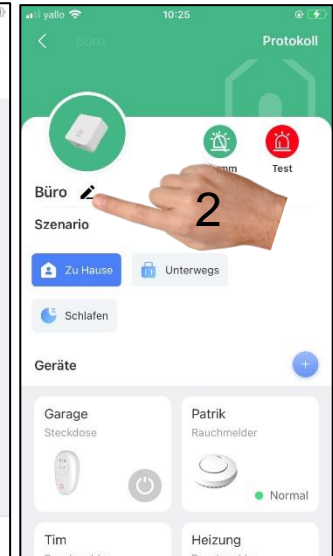 yallo 10:25
Büro Protokoll
Test
Büro
2
Szenario
Zu Hause Unterwegs
Schlafen
Geräte
Garage Patrik
Steckdose Rauchmelder
Normal
Tim Heizung